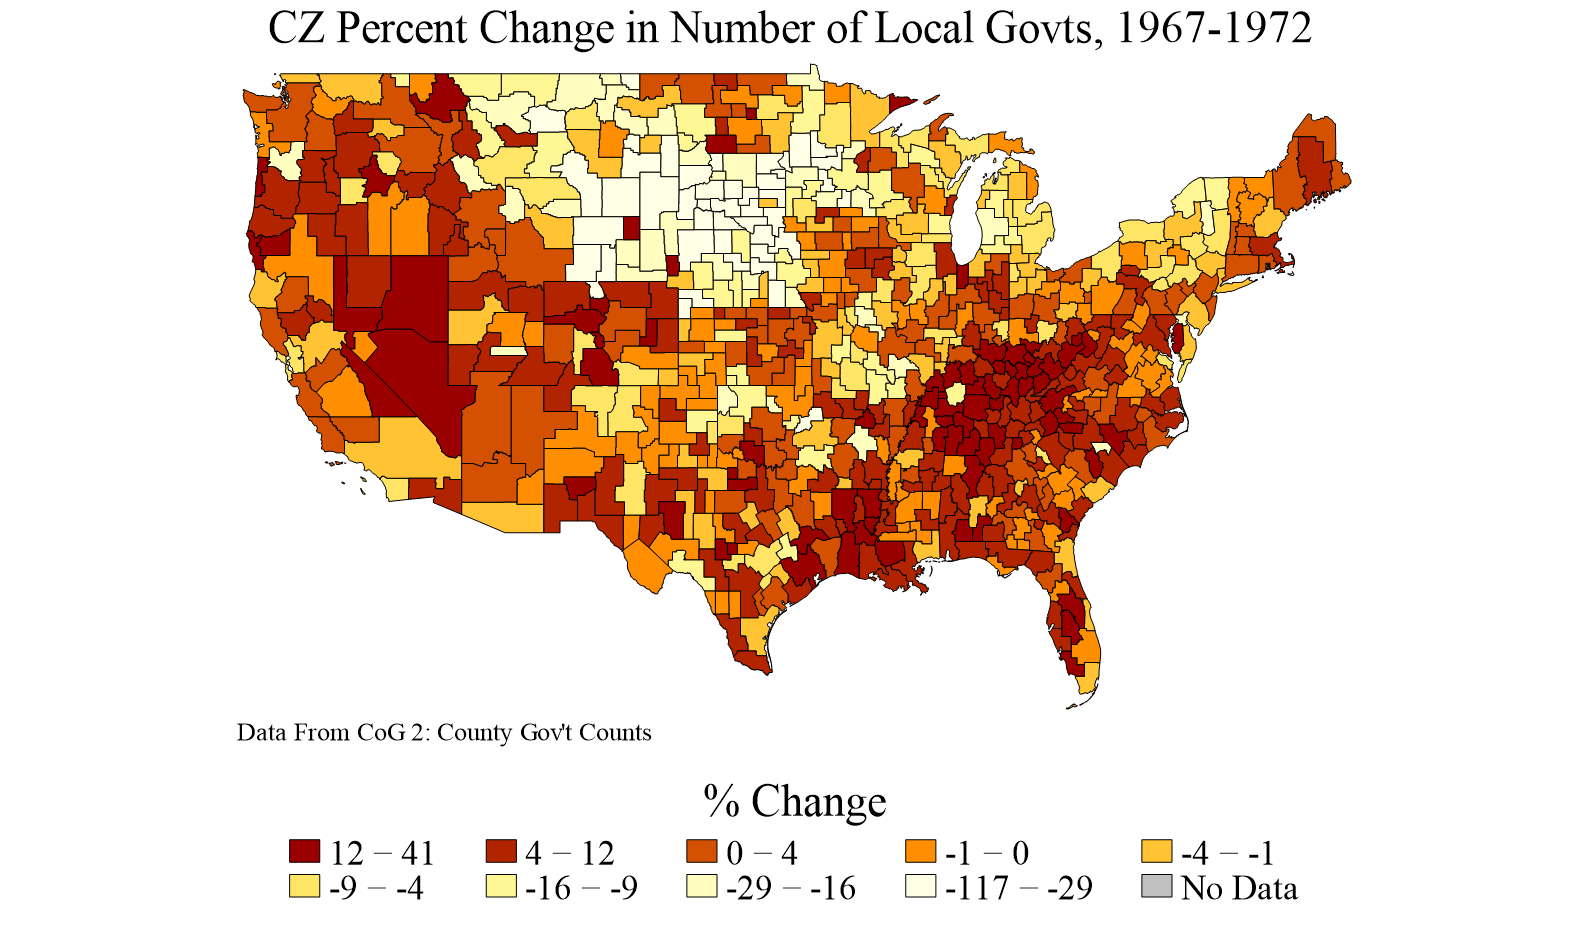 CZ Percent Change in Number of Local Govts, 1967-1972
Data From CoG 2: County Gov't Counts
% Change
12 − 41 4 − 12 0 − 4 -1 − 0 -4 − -1
-9 − -4 -16 − -9 -29 − -16 -117 − -29 No Data